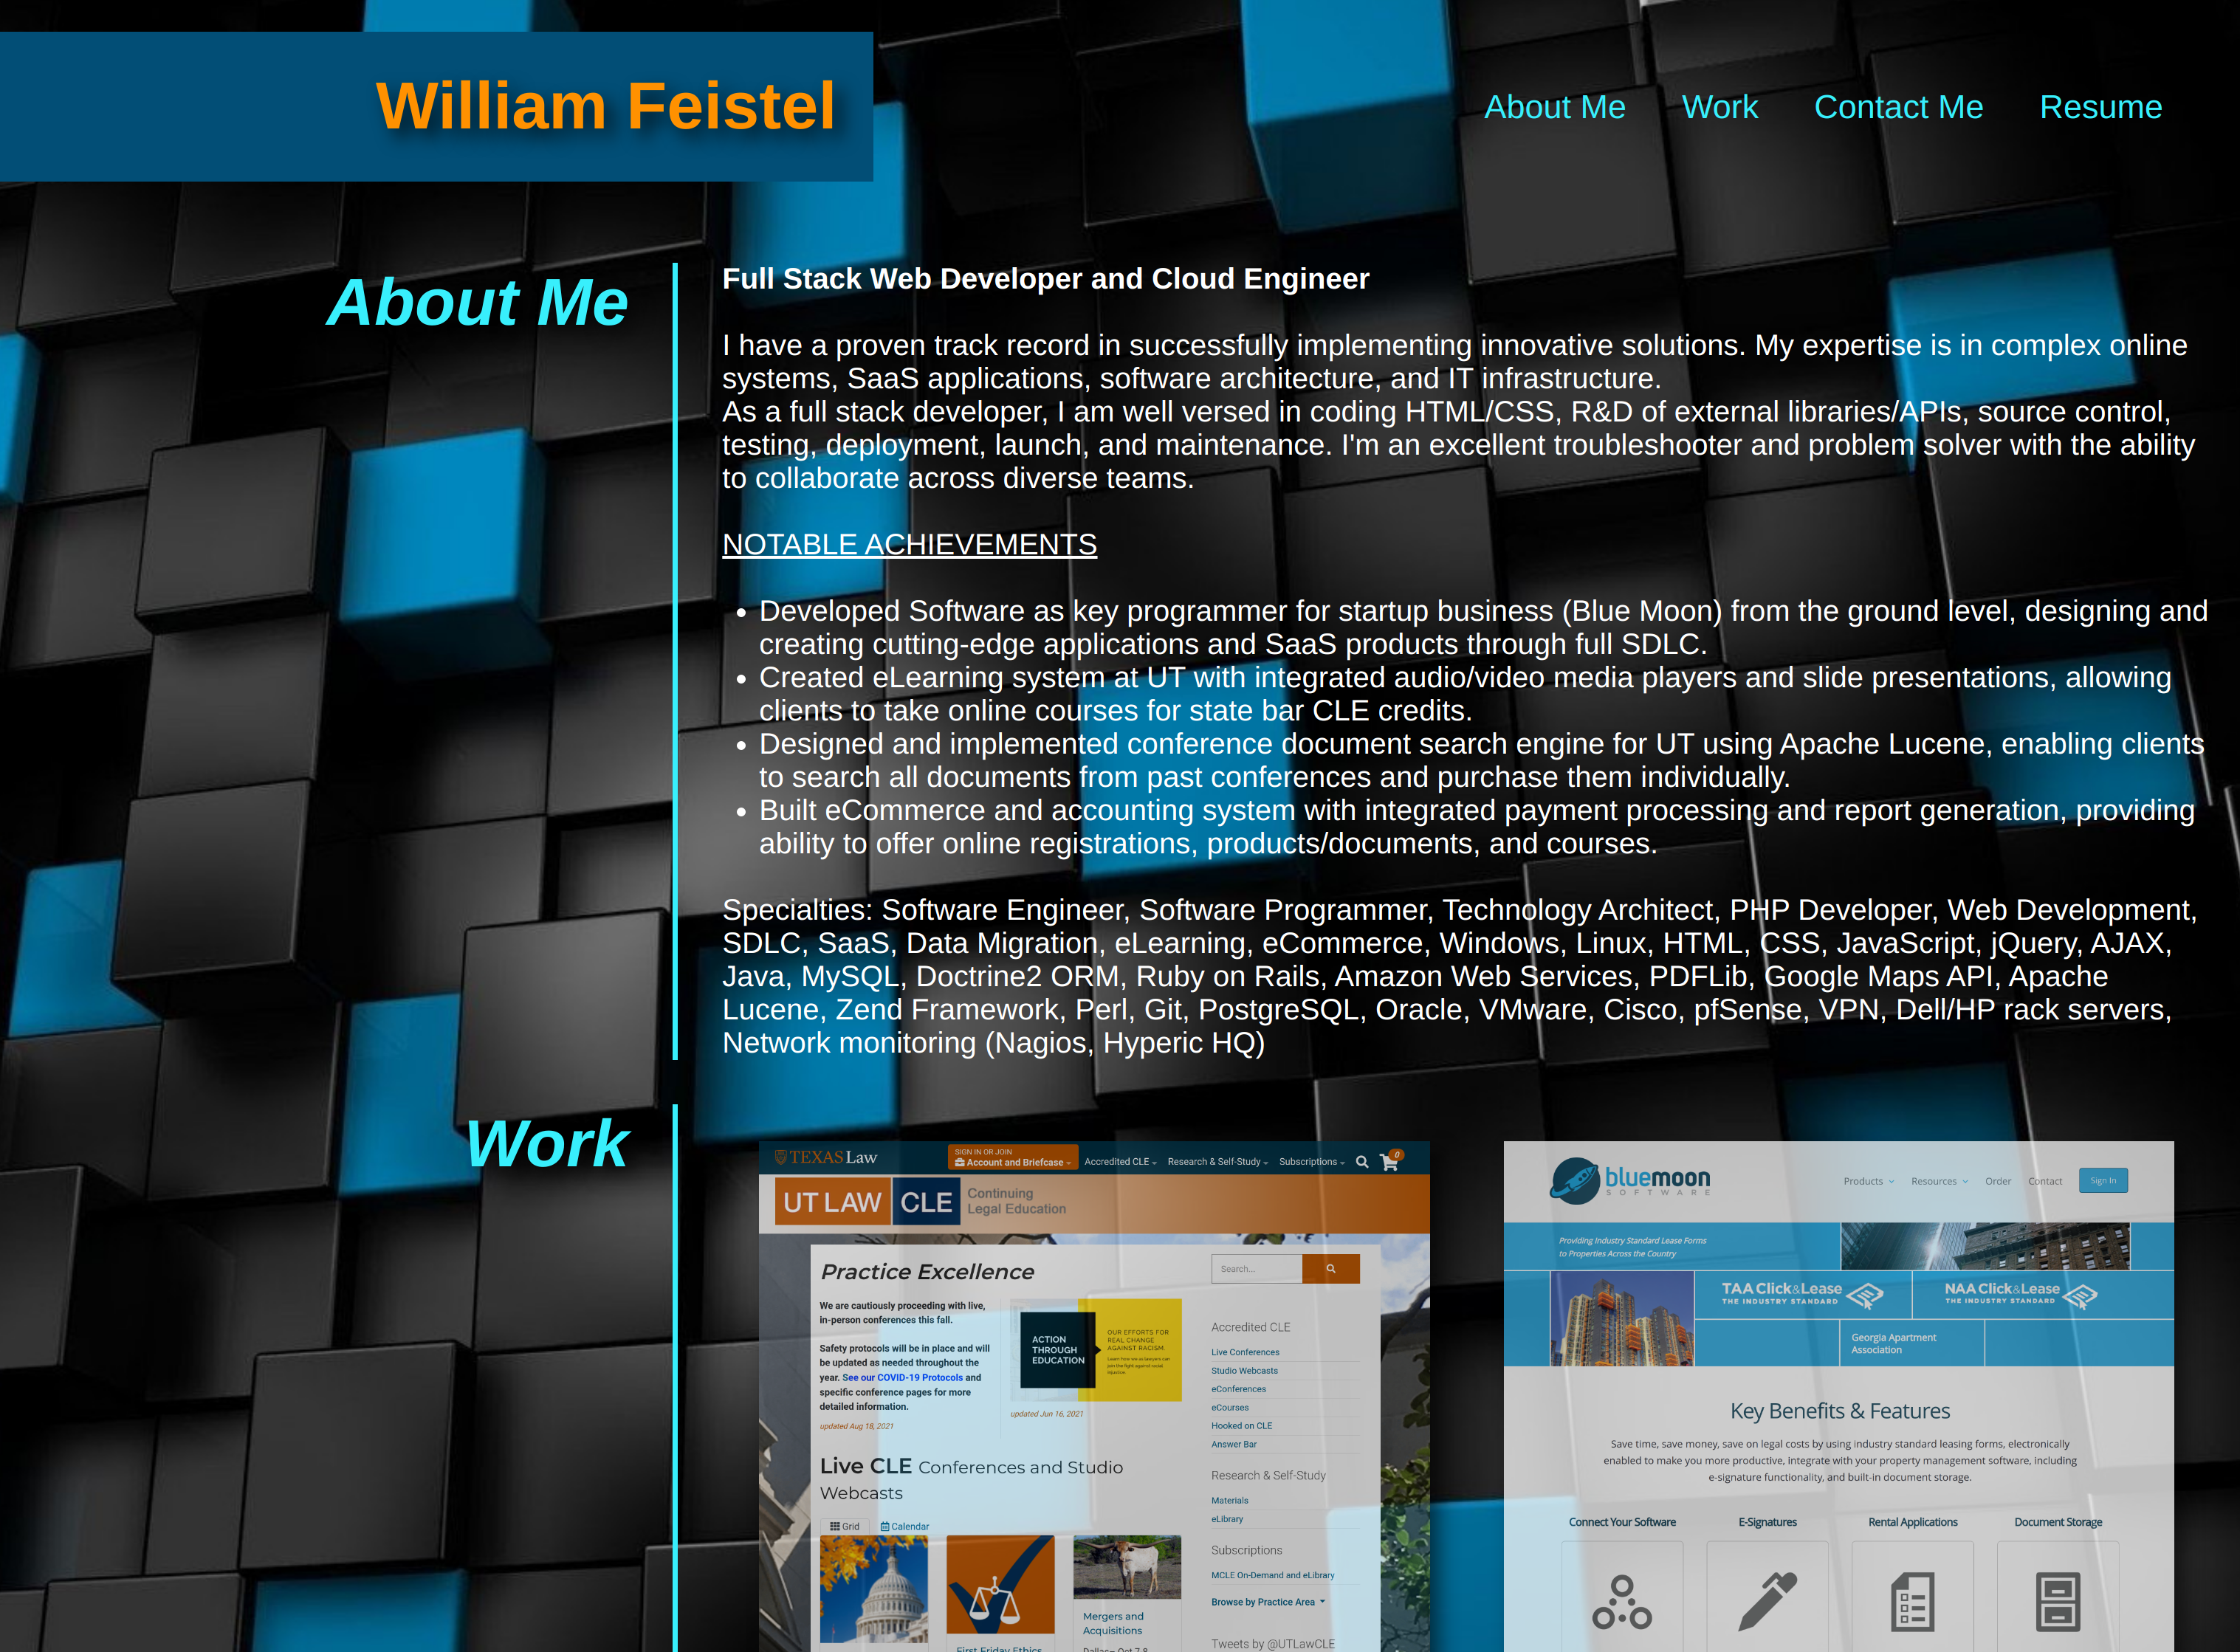 William Feistel
About Me
Work
Contact Me
Resume
About Me
Full Stack Web Developer and Cloud Engineer
I have a proven track record in successfully implementing innovative solutions. My expertise is in complex online
systems, SaaS applications, software architecture, and IT infrastructure.
As a full stack developer, I am well versed in coding HTML/CSS, R&D of external libraries/APIs, source control,
testing, deployment, launch, and maintenance. I'm an excellent troubleshooter and problem solver with the ability
to collaborate across diverse teams.
NOTABLE ACHIEVEMENTS
• Developed Software as key programmer for startup business (Blue Moon) from the ground level, designing and
creating cutting-edge applications and SaaS products through full SDLC.
• Created eLearning system at UT with integrated audio/video media players and slide presentations, allowing
clients to take online courses for state bar CLE credits.
• Designed and implemented conference document search engine for UT using Apache Lucene, enabling clients
to search all documents from past conferences and purchase them individually.
• Built eCommerce and accounting system with integrated payment processing and report generation, providing
ability to offer online registrations, products/documents, and courses.
Specialties: Software Engineer, Software Programmer, Technology Architect, PHP Developer, Web Development,
SDLC, SaaS, Data Migration, eLearning, eCommerce, Windows, Linux, HTML, CSS, JavaScript, jQuery, AJAX,
Java, MySQL, Doctrine2 ORM, Ruby on Rails, Amazon Web Services, PDFLib, Google Maps API, Apache
Lucene, Zend Framework, Perl, Git, PostgreSQL, Oracle, VMware, Cisco, pfSense, VPN, Dell/HP rack servers,
Network monitoring (Nagios, Hyperic HQ)
Work
TEXAS Law
SIGN IN OR JOIN
Account and Briefcase
Accredited CLE
Research & Self-Study
Subscriptions
0
UT LAW CLE
Continuing
Legal Education
Practice Excellence
We are cautiously proceeding with live,
in-person conferences this fall.
Safety protocols will be in place and will
be updated as needed throughout the
year. See our COVID-19 Protocols and
specific conference pages for more
detailed information.
updated Aug 18, 2021
ACTION
THROUGH
EDUCATION
OUR EFFORTS FOR
REAL CHANGE
AGAINST RACISM.
updated Jun 16, 2021
Live CLE Conferences and Studio
Webcasts
Grid
Calendar
First Friday Ethics
Mergers and
Acquisitions
Dallas- Oct 7-8
Search...
Accredited CLE
Live Conferences
Studio Webcasts
eConferences
eCourses
Hooked on CLE
Answer Bar
Research & Self-Study
Materials
eLibrary
Subscriptions
MCLE On-Demand and eLibrary
Browse by Practice Area
Tweets by @UTLawCLE
bluemoon
SOFTWARE
Products
Resources
Order
Contact
Sign In
Providing Industry Standard Lease Forms
to Properties Across the Country
TAA Click&Lease
THE INDUSTRY STANDARD
NAA Click&Lease
THE INDUSTRY STANDARD
Georgia Apartment
Association
Key Benefits & Features
Save time, save money, save on legal costs by using industry standard leasing forms, electronically
enabled to make you more productive, integrate with your property management software, including
e-signature functionality, and built-in document storage.
Connect Your Software
E-Signatures
Rental Applications
Document Storage